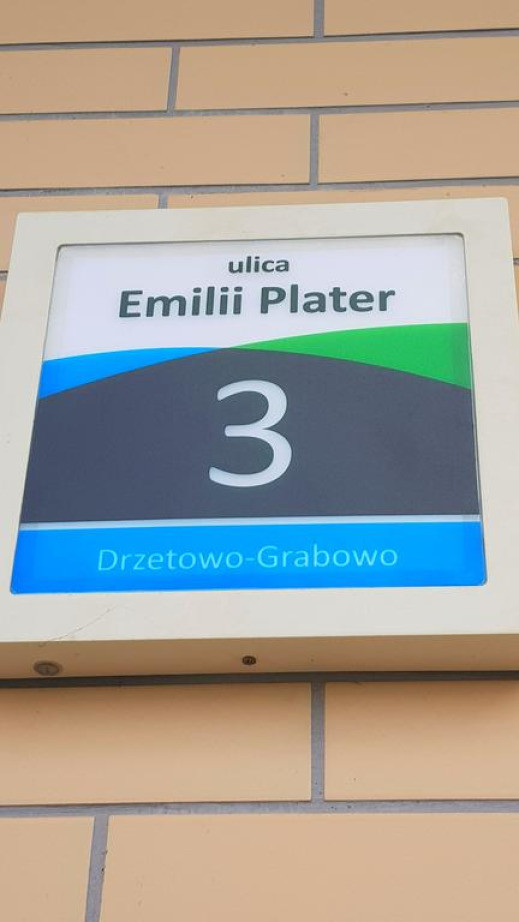 ulica
Emilii Plater
3
Drzetowo-Grabowo